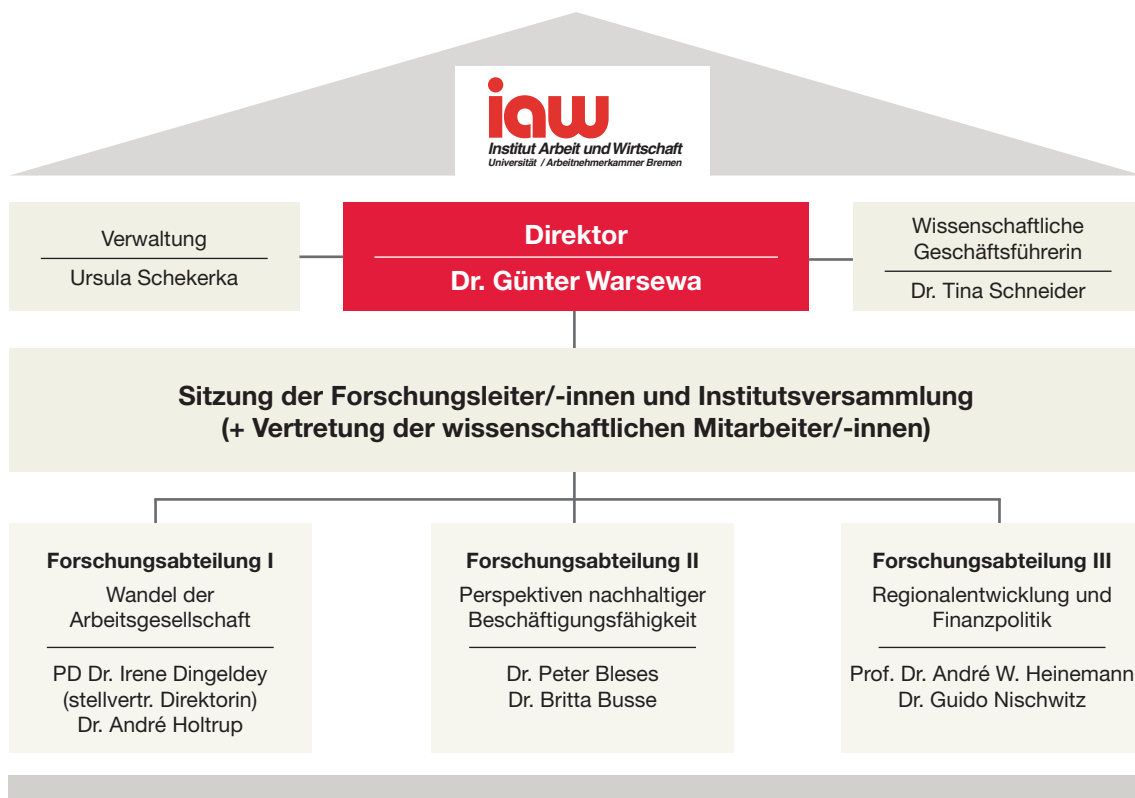 iaw
Institut Arbeit und Wirtschaft
Universität / Arbeitnehmerkammer Bremen
Verwaltung
Ursula Schekerka
Direktor
Dr. Günter Warsewa
Wissenschaftliche
Geschäftsführerin
Dr. Tina Schneider
Sitzung der Forschungsleiter/-innen und Institutsversammlung
(+ Vertretung der wissenschaftlichen Mitarbeiter/-innen)
Forschungsabteilung I
Wandel der
Arbeitsgesellschaft
PD Dr. Irene Dingeldey
(stellvertr. Direktorin)
Dr. André Holtrup
Forschungsabteilung II
Perspektiven nachhaltiger
Beschäftigungsfähigkeit
Dr. Peter Bleses
Dr. Britta Busse
Forschungsabteilung III
Regionalentwicklung und
Finanzpolitik
Prof. Dr. André W. Heinemann
Dr. Guido Nischwitz